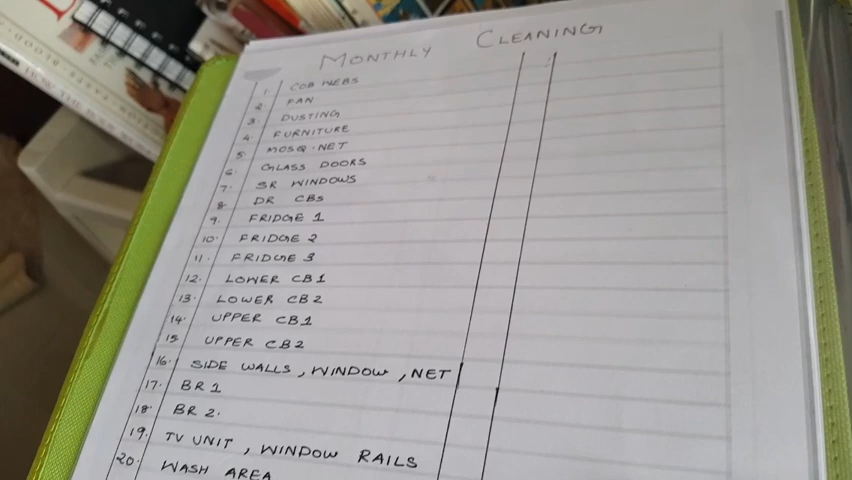 MONTHLY CLEANING
1. COB WEBS
2. FAN
3. DUSTING
4. FURNITURE
5. MOSQ. NET
6. GLASS DOORS
7. SR WINDOWS
8. DR CBs
9. FRIDGE 1
10. FRIDGE 2
11. FRIDGE 3
12. LOWER CB1
13. LOWER CB2
14. UPPER CB1
15. UPPER CB2
16. SIDE WALLS, WINDOW, NET
17. BR 1
18. BR 2.
19. TV UNIT, WINDOW RAILS
20. WASH AREA